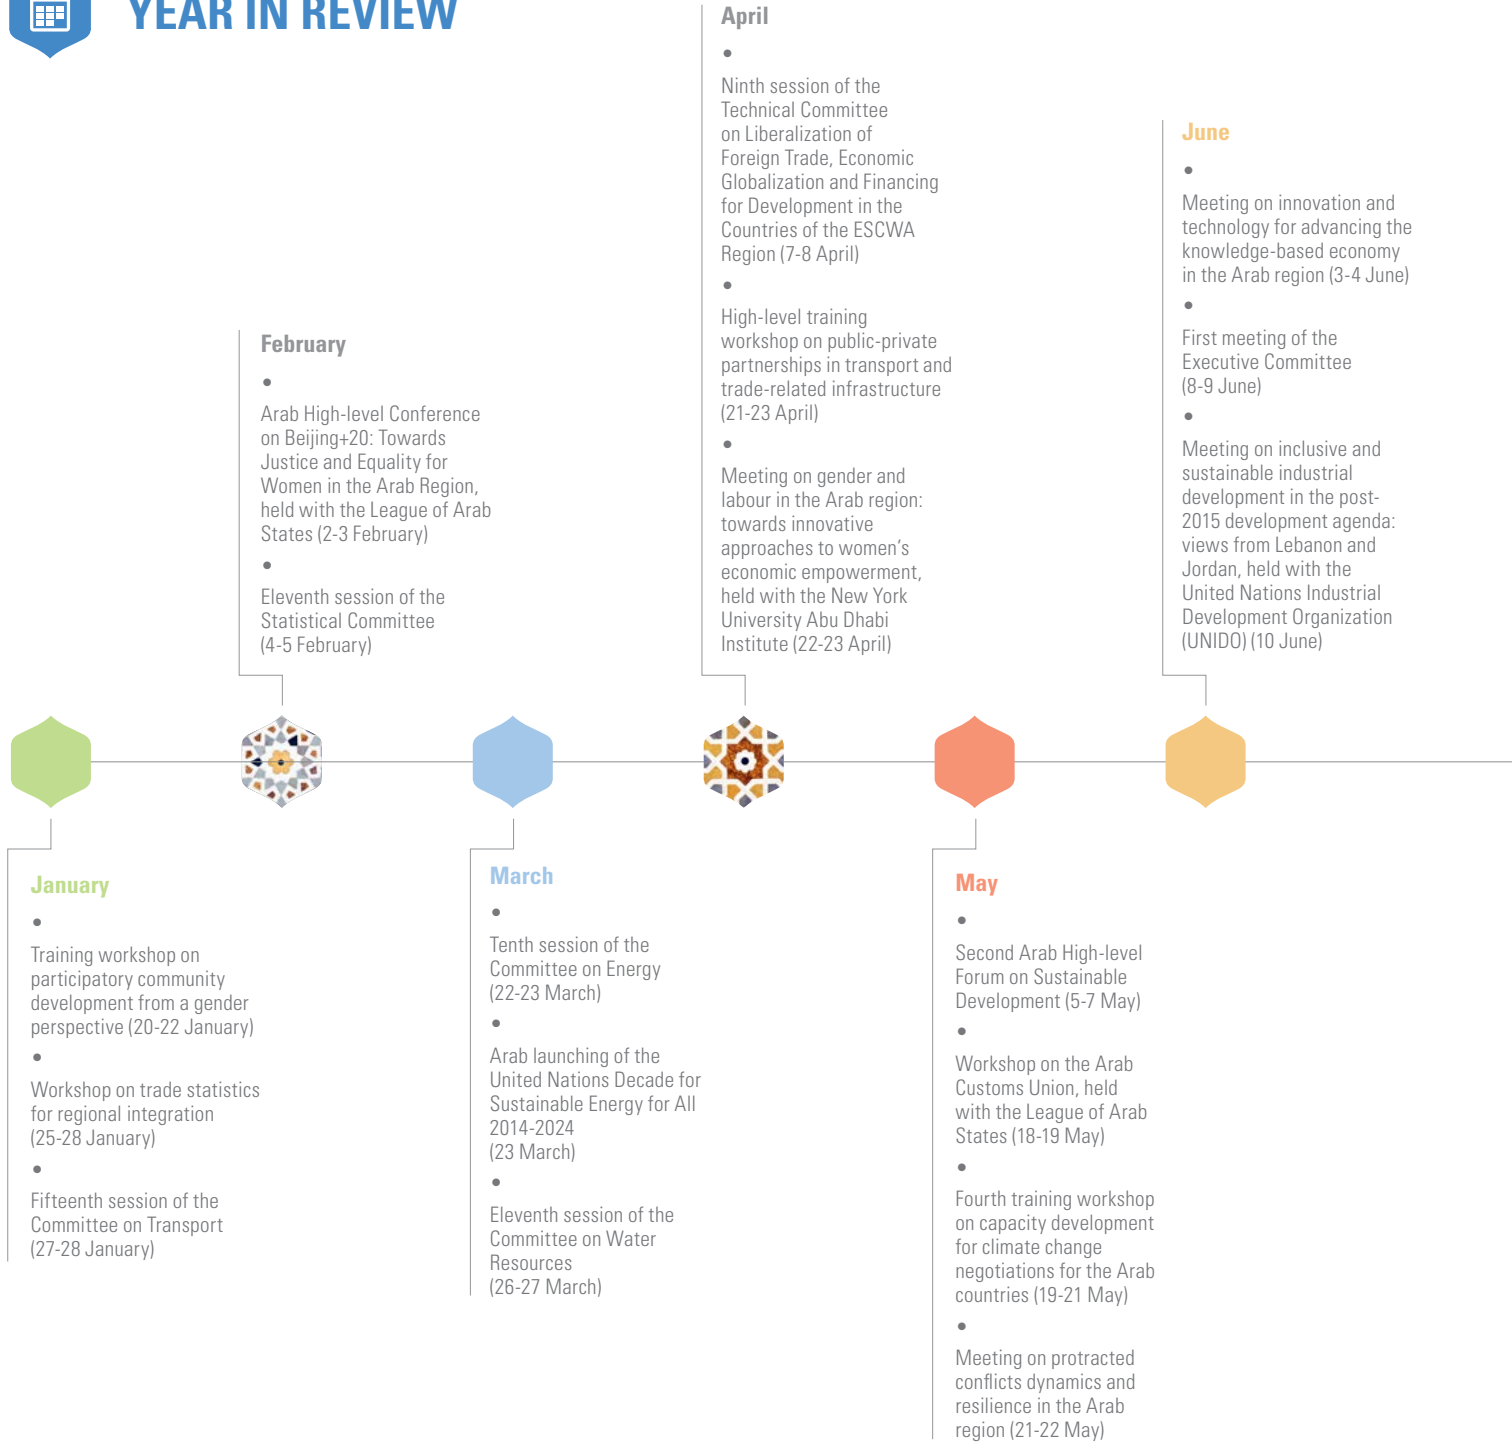 YEAR IN REVIEW
January
•
Training workshop on
participatory community
development from a gender
perspective (20-22 January)
•
Workshop on trade statistics
for regional integration
(25-28 January)
•
Fifteenth session of the
Committee on Transport
(27-28 January)
February
•
Arab High-level Conference
on Beijing+20: Towards
Justice and Equality for
Women in the Arab Region,
held with the League of Arab
States (2-3 February)
•
Eleventh session of the
Statistical Committee
(4-5 February)
March
•
Tenth session of the
Committee on Energy
(22-23 March)
•
Arab launching of the
United Nations Decade for
Sustainable Energy for All
2014-2024
(23 March)
•
Eleventh session of the
Committee on Water
Resources
(26-27 March)
April
•
Ninth session of the
Technical Committee
on Liberalization of
Foreign Trade, Economic
Globalization and Financing
for Development in the
Countries of the ESCWA
Region (7-8 April)
•
High-level training
workshop on public-private
partnerships in transport and
trade-related infrastructure
(21-23 April)
•
Meeting on gender and
labour in the Arab region:
towards innovative
approaches to women's
economic empowerment,
held with the New York
University Abu Dhabi
Institute (22-23 April)
May
•
Second Arab High-level
Forum on Sustainable
Development (5-7 May)
•
Workshop on the Arab
Customs Union, held
with the League of Arab
States (18-19 May)
•
Fourth training workshop
on capacity development
for climate change
negotiations for the Arab
countries (19-21 May)
•
Meeting on protracted
conflicts dynamics and
resilience in the Arab
region (21-22 May)
June
•
Meeting on innovation and
technology for advancing the
knowledge-based economy
in the Arab region (3-4 June)
•
First meeting of the
Executive Committee
(8-9 June)
•
Meeting on inclusive and
sustainable industrial
development in the post-
2015 development agenda:
views from Lebanon and
Jordan, held with the
United Nations Industrial
Development Organization
(UNIDO) (10 June)